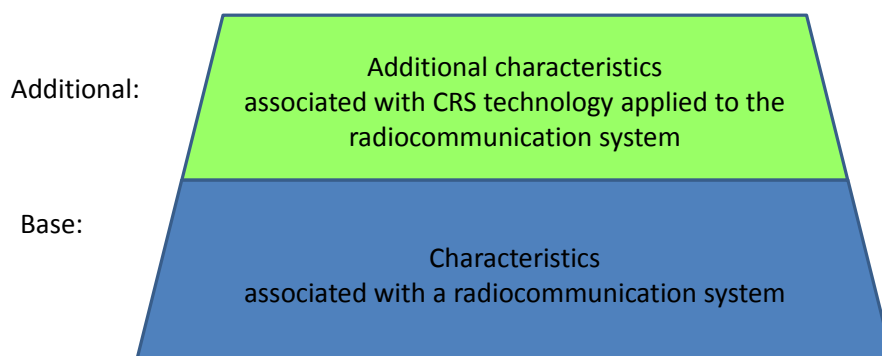 Additional:
Additional characteristics
associated with CRS technology applied to the
radiocommunication system
Base:
Characteristics
associated with a radiocommunication system